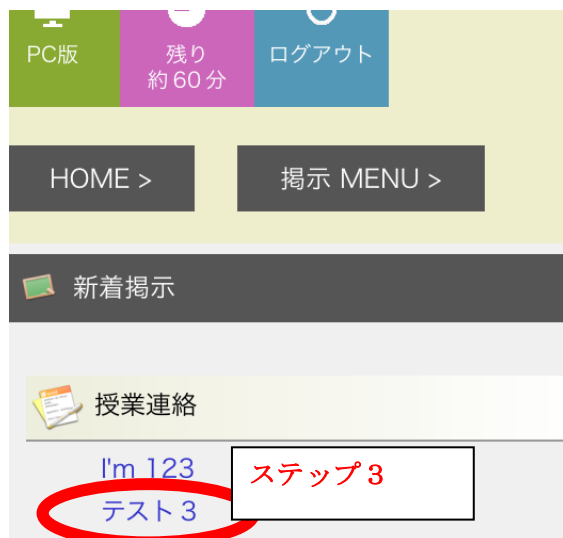 PC版
残り
約60分
ログアウト
HOME >
掲示 MENU >
新着掲示
授業連絡
I'm 123
テスト3
ステップ3